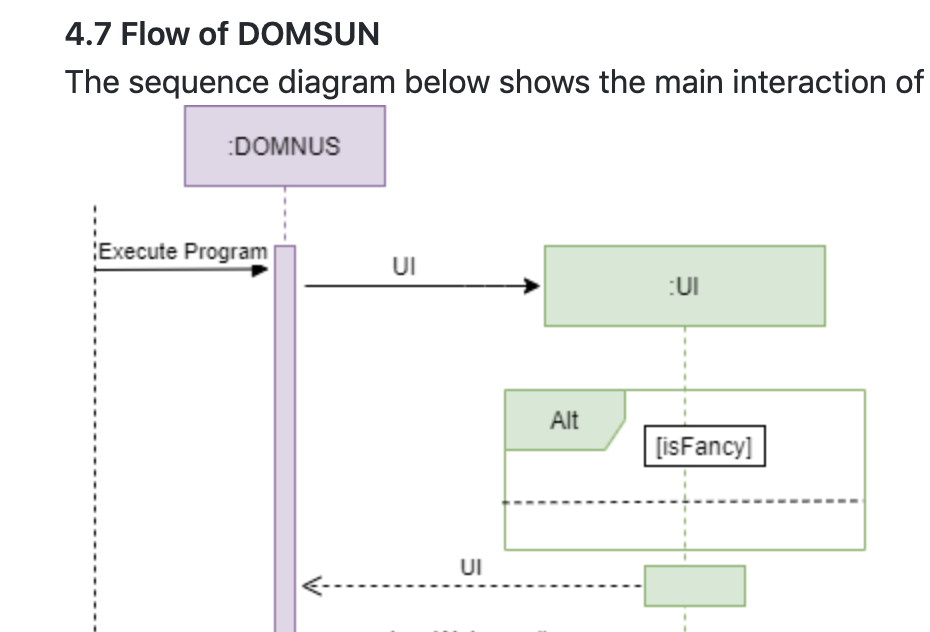 4.7 Flow of DOMSUN
The sequence diagram below shows the main interaction of
:DOMNUS
Execute Program
UI
:UI
Alt
[isFancy]
UI